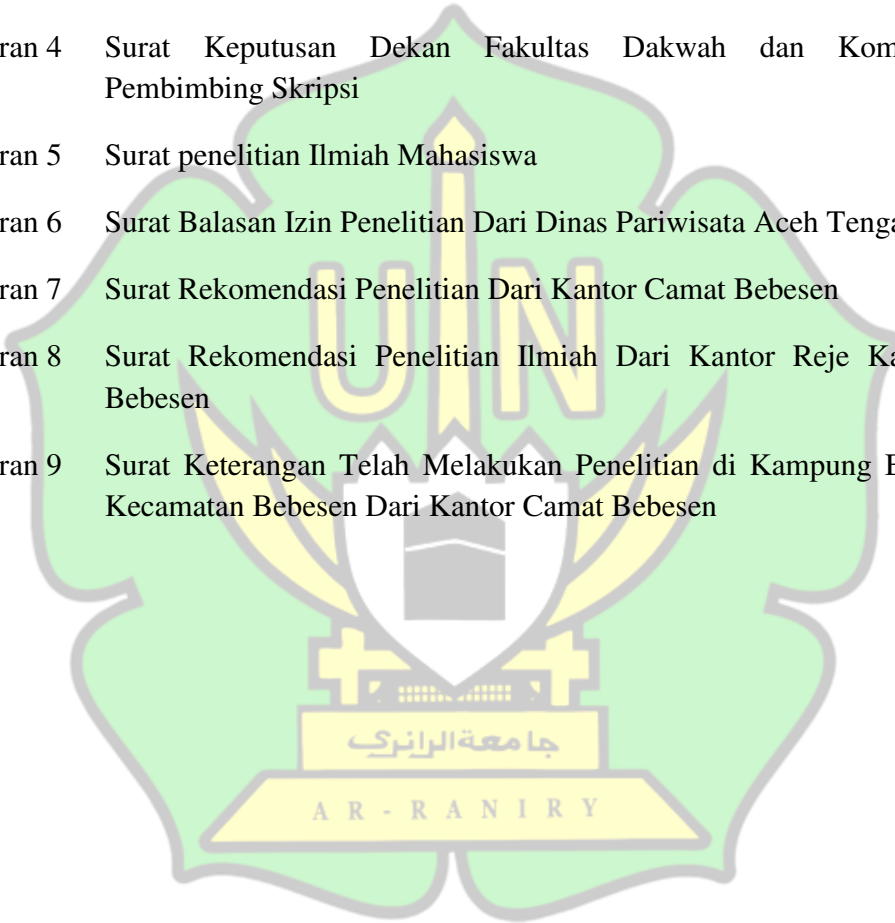 ran 4 Surat Keputusan Dekan Fakultas Dakwah dan Kom
Pembimbing Skripsi
ran 5 Surat penelitian Ilmiah Mahasiswa
ran 6 Surat Balasan Izin Penelitian Dari Dinas Pariwisata Aceh Tenga
ran 7 Surat Rekomendasi Penelitian Dari Kantor Camat Bebesen
ran 8 Surat Rekomendasi Penelitian Ilmiah Dari Kantor Reje Ka
Bebesen
ran 9 Surat Keterangan Telah Melakukan Penelitian di Kampung B
Kecamatan Bebesen Dari Kantor Camat Bebesen
UIN
جامعةالرانرك
AR-RANIRY